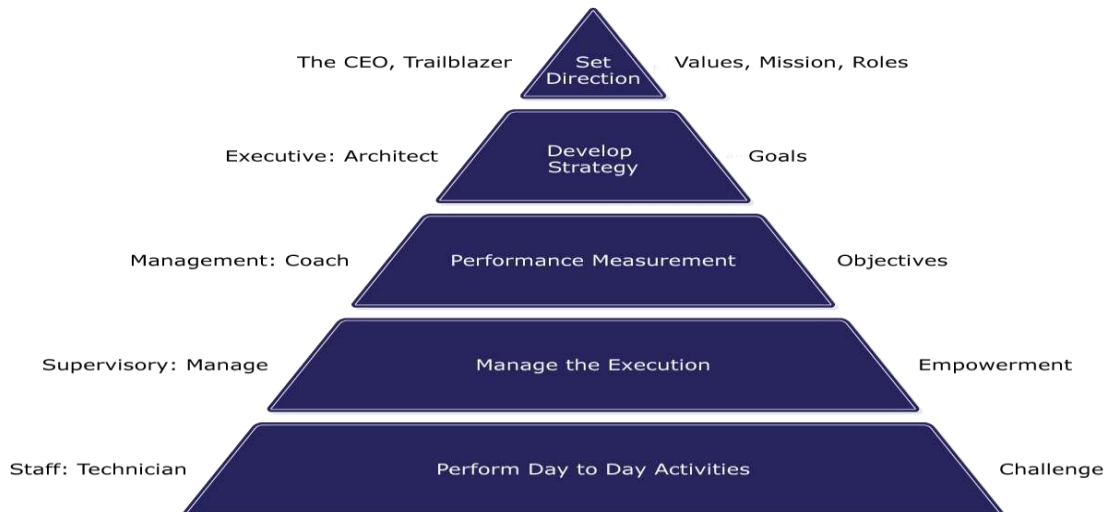 The CEO, Trailblazer
Set
Direction
Values, Mission, Roles
Executive: Architect
Develop
Strategy
Goals
Management: Coach
Performance Measurement
Objectives
Supervisory: Manage
Manage the Execution
Empowerment
Staff: Technician
Perform Day to Day Activities
Challenge